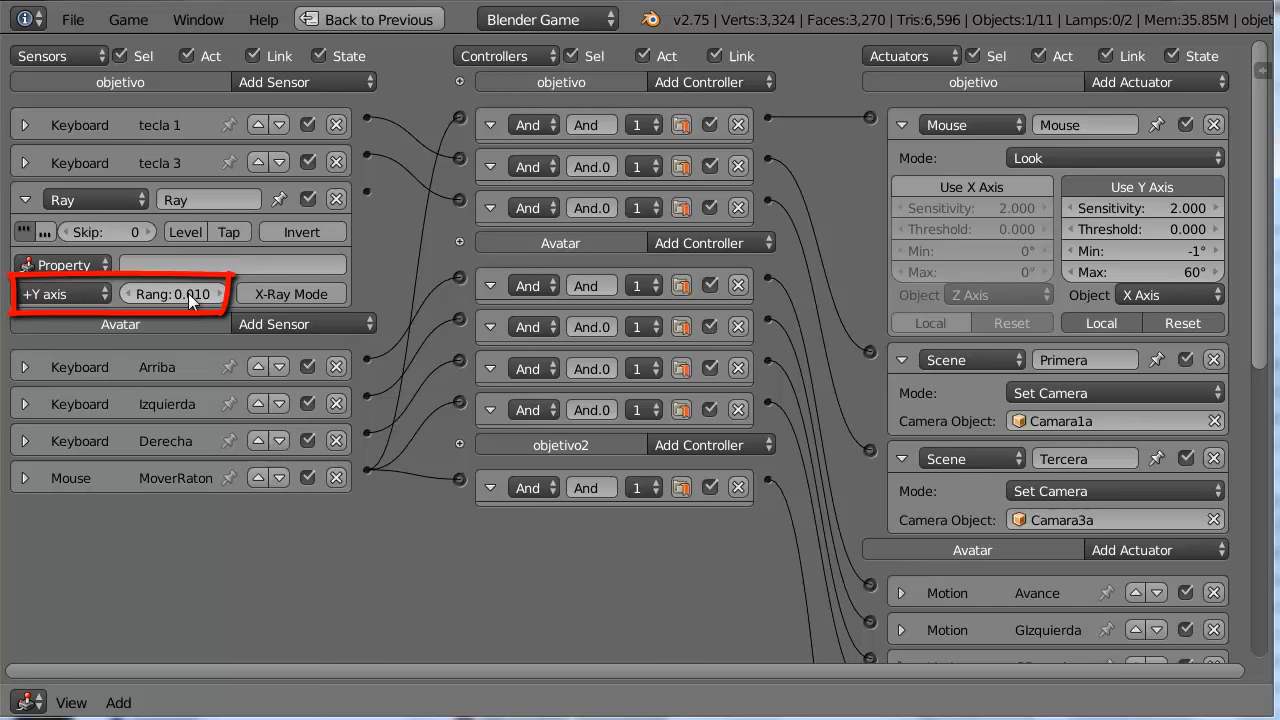 File Game Window Help Back to Previous Blender Game v2.75 | Verts:3,324 | Faces:3,270 | Tris:6,596 | Objects:1/11 | Lamps:0/2 | Mem:35.85M | objet
Sensors Sel Act Link State Controllers Sel Act Link Actuators Sel Act Link State
objetivo Add Sensor objetivo Add Controller objetivo Add Actuator
Keyboard tecla 1 And And 1 Mouse Mouse
Mode: Look
Keyboard tecla 3 And And.0 1
Use X Axis Use Y Axis
Ray Ray And And.0 1 Sensitivity: 2.000 Sensitivity: 2.000
Skip: 0 Level Tap Invert Threshold: 0.000 Threshold: 0.000
Avatar Add Controller Min: 0° Min: -1°
Property Max: 0° Max: 60°
+Y axis Rang: 0.010 X-Ray Mode And And 1 Object Z Axis Object X Axis
Avatar Add Sensor And And.0 1 Local Reset Local Reset
Keyboard Arriba And And.0 1 Scene Primera
Mode: Set Camera
Keyboard Izquierda And And.0 1 Camera Object: Camara1a
Keyboard Derecha objetivo2 Add Controller Scene Tercera
Mouse MoverRaton And And 1 Mode: Set Camera
Camera Object: Camara3a
Avatar Add Actuator
Motion Avance
Motion GIzquierda
View Add